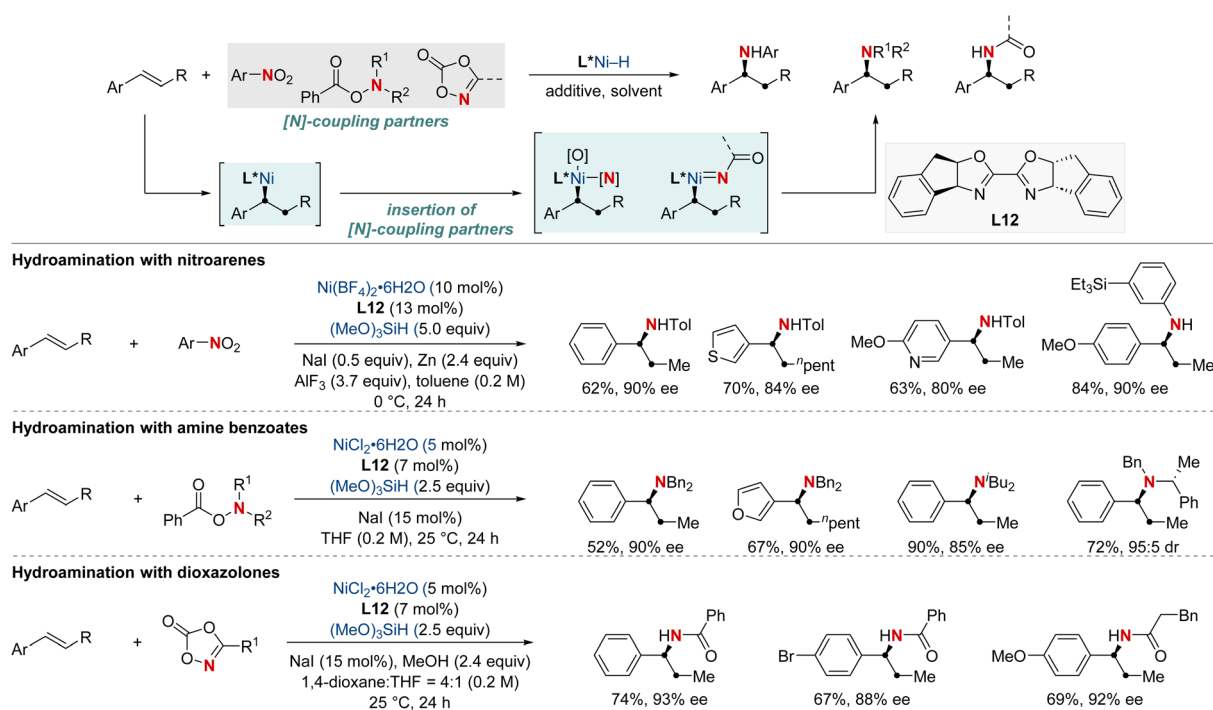 Ar
R
+
Ar
NO2
Ph
O
O
N
R1
R2
O
O
O
N
[N]-coupling partners
L*Ni–H
additive, solvent
NHAr
Ar
R
NR1R2
Ar
R
HN
O
Ar
R
L*Ni
Ar
R
insertion of
[N]-coupling partners
[O]
L*Ni
[N]
Ar
R
L*Ni
N
O
Ar
R
O
N
O
N
L12
Hydroamination with nitroarenes
Ar
R
+
Ar
NO2
Ni(BF4)2•6H2O (10 mol%)
L12 (13 mol%)
(MeO)3SiH (5.0 equiv)
NaI (0.5 equiv), Zn (2.4 equiv)
AlF3 (3.7 equiv), toluene (0.2 M)
0 °C, 24 h
NHTol
Me
62%, 90% ee
S
NHTol
npent
70%, 84% ee
MeO
N
NHTol
Me
63%, 80% ee
Et3Si
NH
MeO
Me
84%, 90% ee
Hydroamination with amine benzoates
Ar
R
+
Ph
O
O
N
R1
R2
NiCl2•6H2O (5 mol%)
L12 (7 mol%)
(MeO)3SiH (2.5 equiv)
NaI (15 mol%)
THF (0.2 M), 25 °C, 24 h
NBn2
Me
52%, 90% ee
O
NBn2
npent
67%, 90% ee
NiBu2
Me
90%, 85% ee
Bn
N
Me
Ph
Me
72%, 95:5 dr
Hydroamination with dioxazolones
Ar
R
+
O
O
O
N
R1
NiCl2•6H2O (5 mol%)
L12 (7 mol%)
(MeO)3SiH (2.5 equiv)
NaI (15 mol%), MeOH (2.4 equiv)
1,4-dioxane:THF = 4:1 (0.2 M)
25 °C, 24 h
Ph
HN
O
Me
74%, 93% ee
Ph
HN
O
Br
Me
67%, 88% ee
Bn
HN
O
MeO
Me
69%, 92% ee